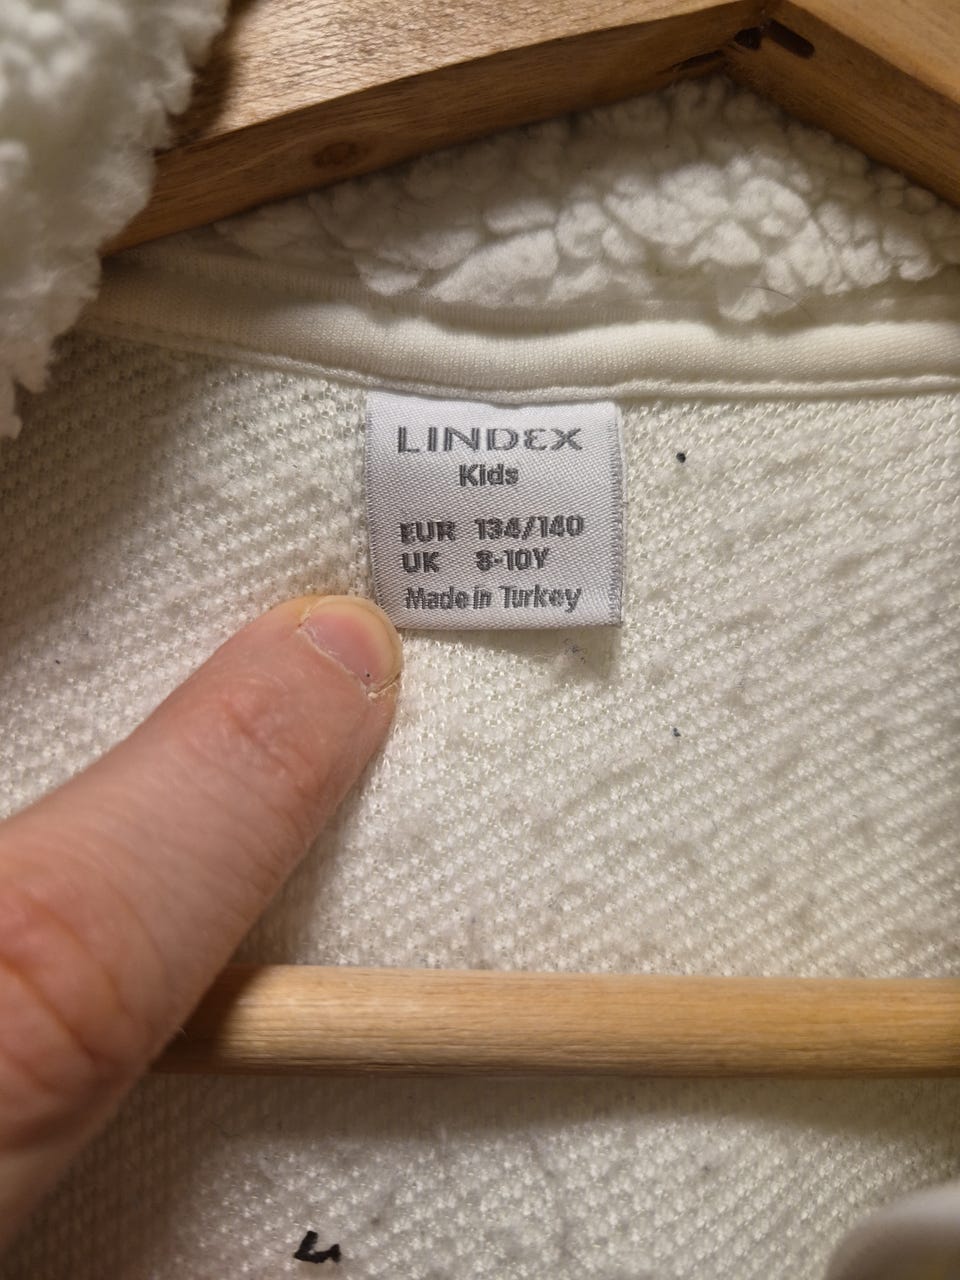 LINDEX
Kids
EUR 134/140
UK 8-10Y
Made in Turkey